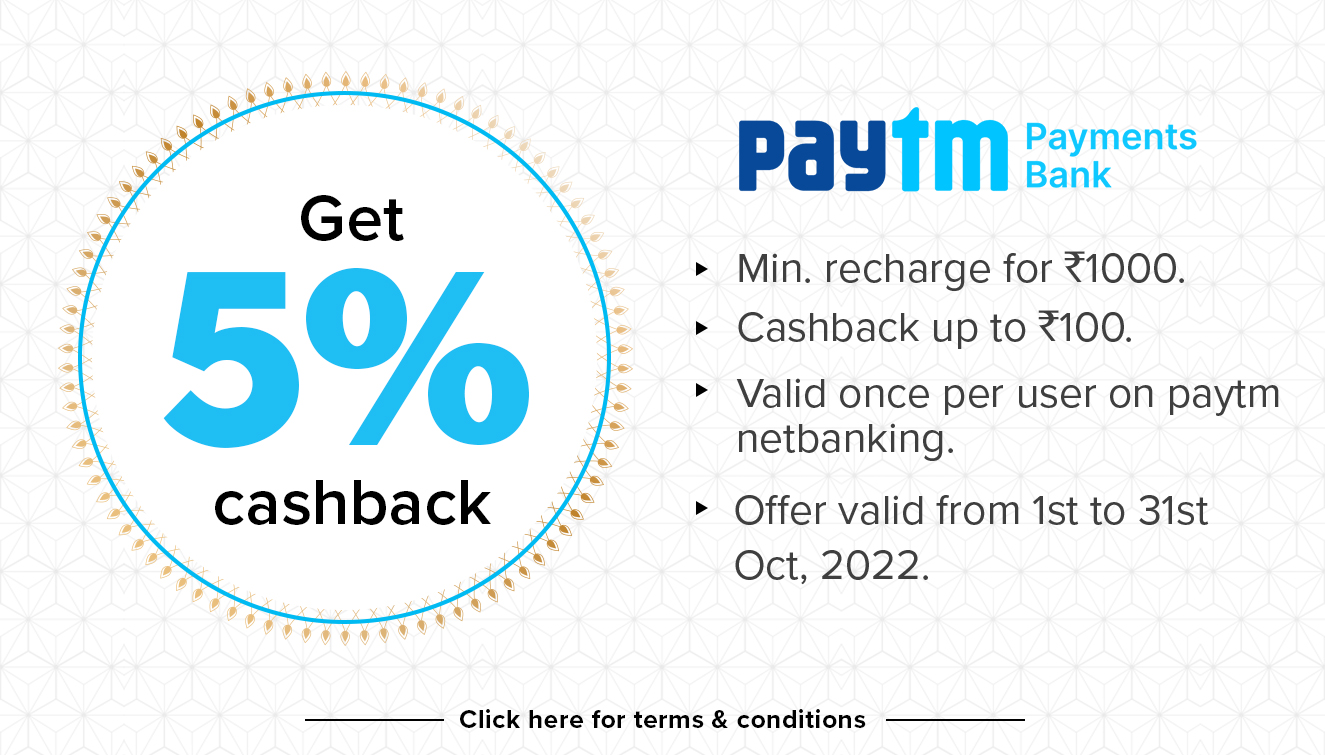 Get
5%
cashback
paytm Payments
Bank
Min. recharge for ₹1000.
Cashback up to ₹100.
Valid once per user on paytm
netbanking.
Offer valid from 1st to 31st
Oct, 2022.
Click here for terms & conditions